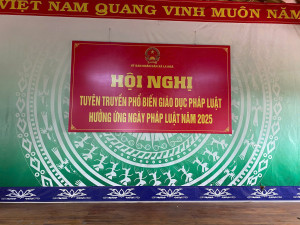 VIỆT NAM QUANG VINH MUÔN NĂM
HỘI NGHỊ
TUYÊN TRUYỀN PHỔ BIẾN GIÁO DỤC PHÁP LUẬT
HƯỞNG ỨNG NGÀY PHÁP LUẬT NĂM 2025